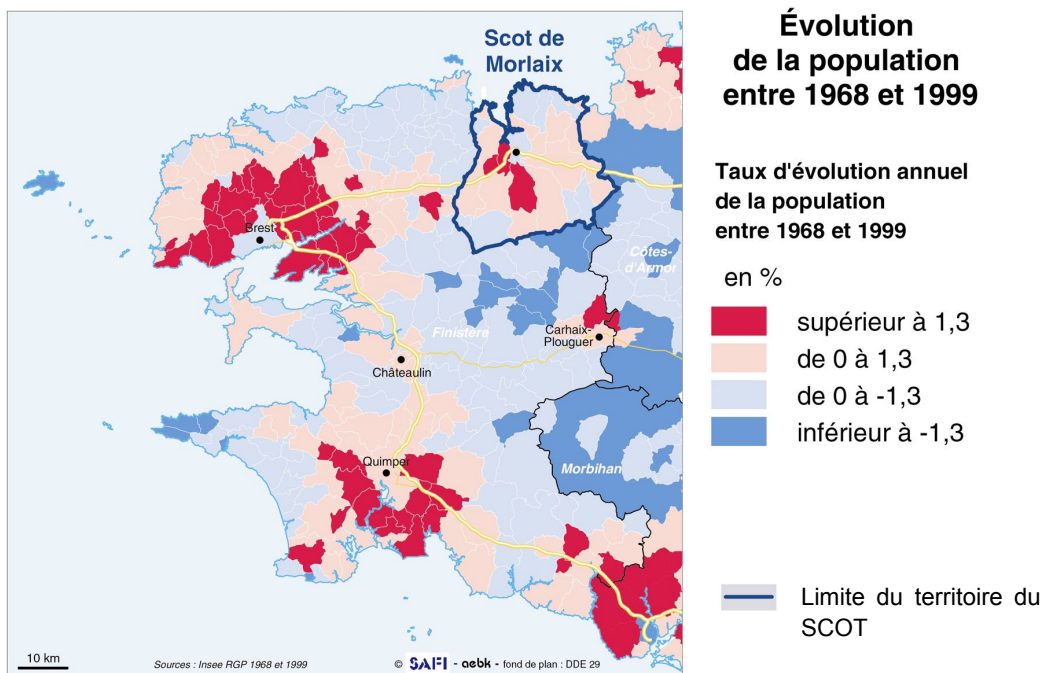 Scot de
Morlaix
Brest
Côtes-
d'Armor
Finistère
Carhaix-
Plouguer
Châteaulin
Quimper
Morbihan
10 km
Sources : Insee RGP 1968 et 1999
© SAFI - aebk - fond de plan : DDE 29
Évolution
de la population
entre 1968 et 1999
Taux d'évolution annuel
de la population
entre 1968 et 1999
en %
supérieur à 1,3
de 0 à 1,3
de 0 à -1,3
inférieur à -1,3
Limite du territoire du
SCOT